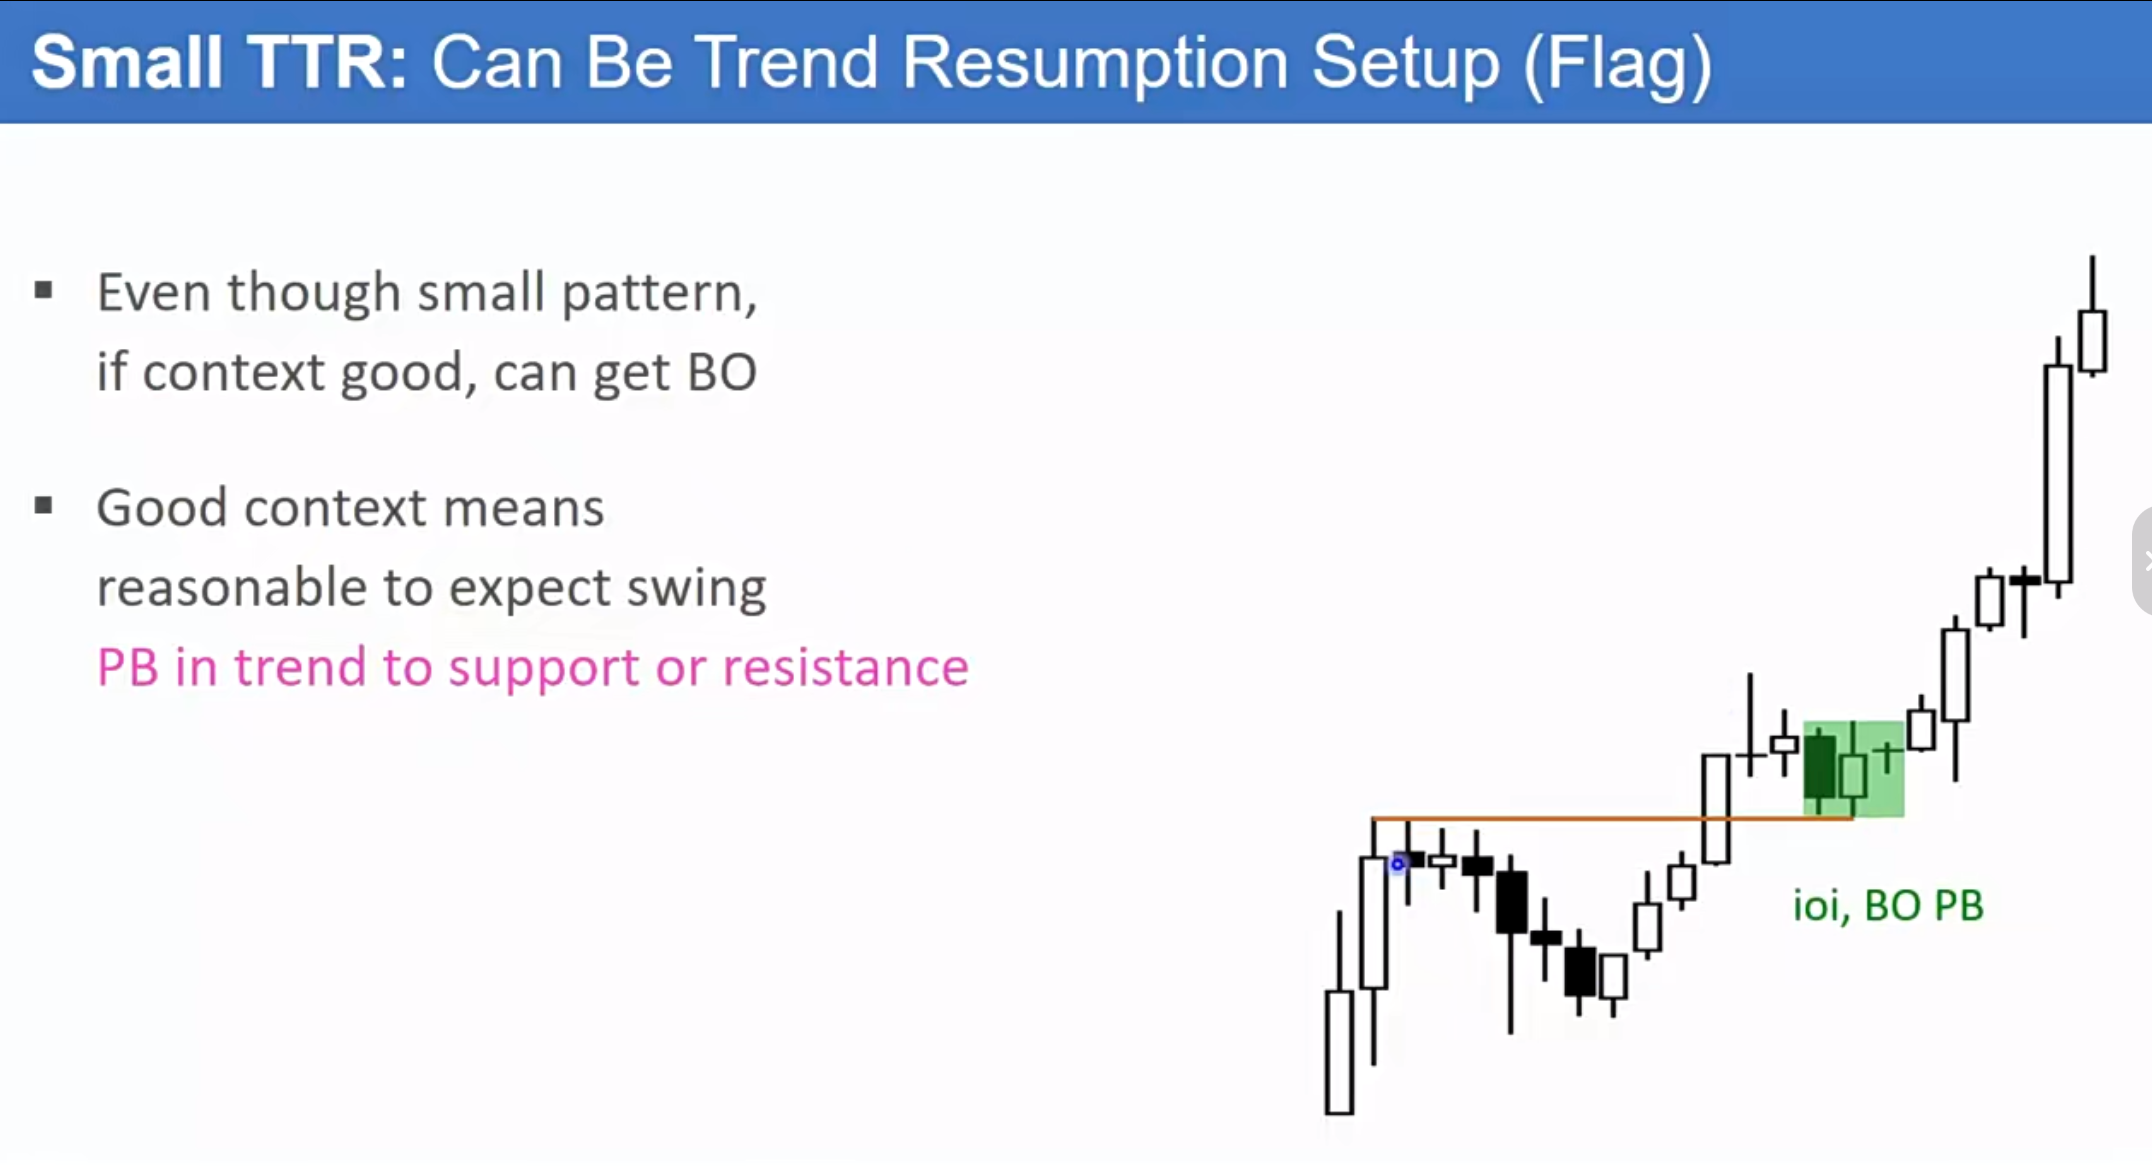 Small TTR: Can Be Trend Resumption Setup (Flag)
▪ Even though small pattern,
if context good, can get BO
▪ Good context means
reasonable to expect swing
PB in trend to support or resistance
ioi, BO PB